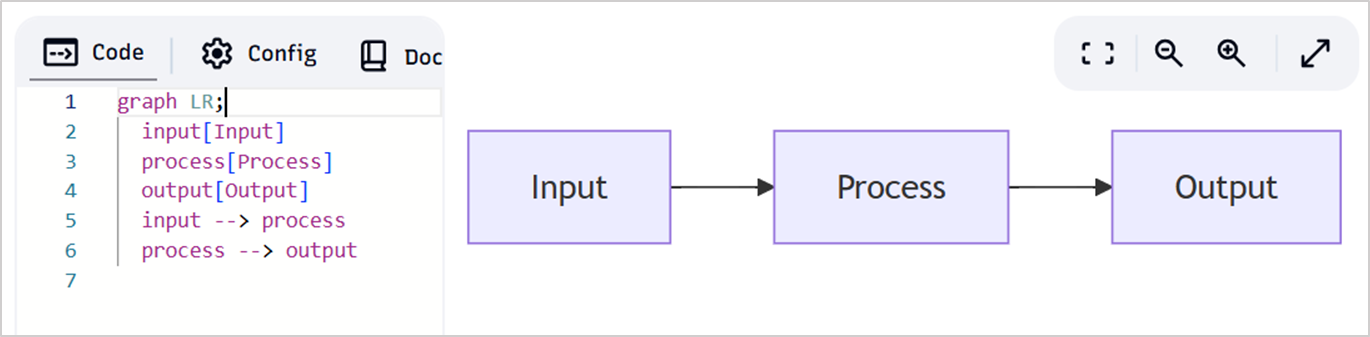 Code Config Doc
1 graph LR;
2 input[Input]
3 process[Process]
4 output[Output]
5 input --> process
6 process --> output
7
Input Process Output